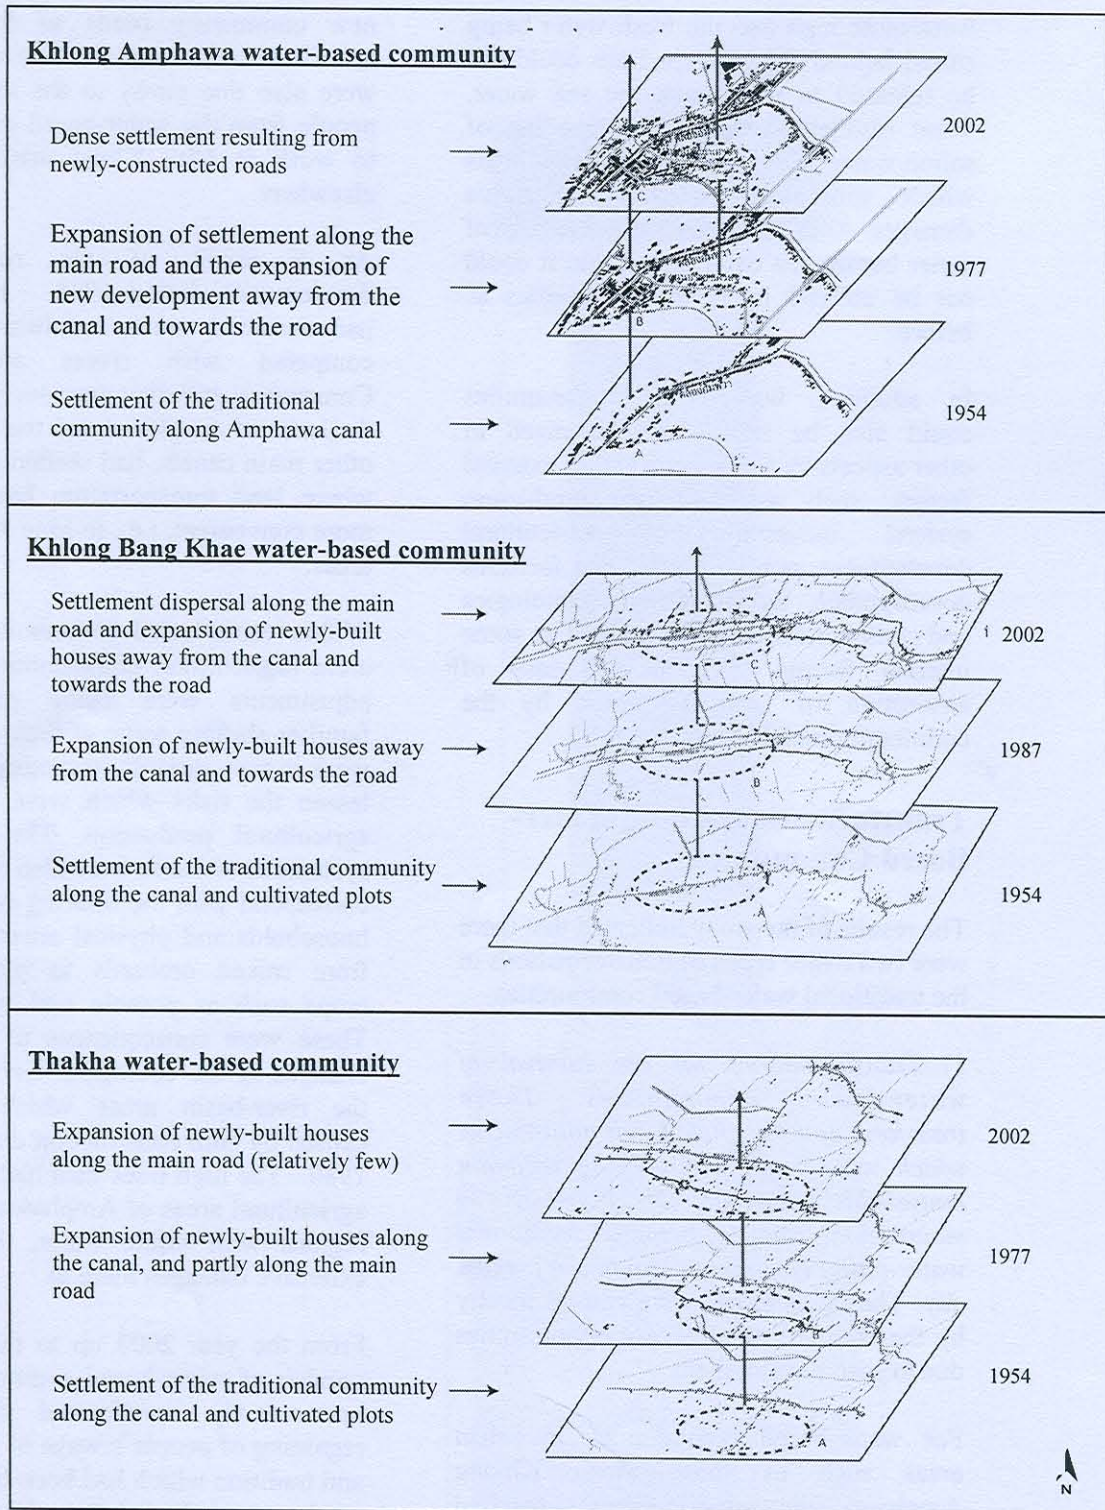 Khlong Amphawa water-based community
Dense settlement resulting from
newly-constructed roads
2002
C
Expansion of settlement along the
main road and the expansion of
new development away from the
canal and towards the road
1977
B
Settlement of the traditional
community along Amphawa canal
1954
A
Khlong Bang Khae water-based community
Settlement dispersal along the main
road and expansion of newly-built
houses away from the canal and
towards the road
2002
C
Expansion of newly-built houses away
from the canal and towards the road
1987
B
Settlement of the traditional community
along the canal and cultivated plots
1954
A
Thakha water-based community
Expansion of newly-built houses
along the main road (relatively few)
2002
Expansion of newly-built houses along
the canal, and partly along the main
road
1977
B
Settlement of the traditional community
along the canal and cultivated plots
1954
A
N